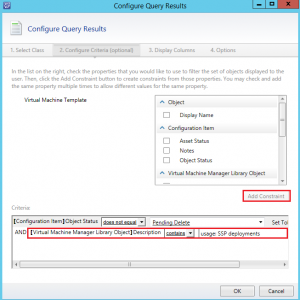 Configure Query Results
Configure Query Results
1. Select Class
2. Configure Criteria (optional)
3. Display Columns
4. Options
In the list on the right, check the properties that you would like to use to filter the set of objects displayed to the
user. Then, click the Add Constraint button to create constraints from those properties. You may check and add
the same property multiple times to allow different values for the same property.
Virtual Machine Template
Object
Display Name
Configuration Item
Asset Status
Notes
Object Status
Virtual Machine Manager Library Object
Add Constraint
Criteria
[Configuration Item]Object Status does not equal Pending Delete Set To
AND [Virtual Machine Manager Library Object]Description contains usage: SSP deployments
OK
Cancel